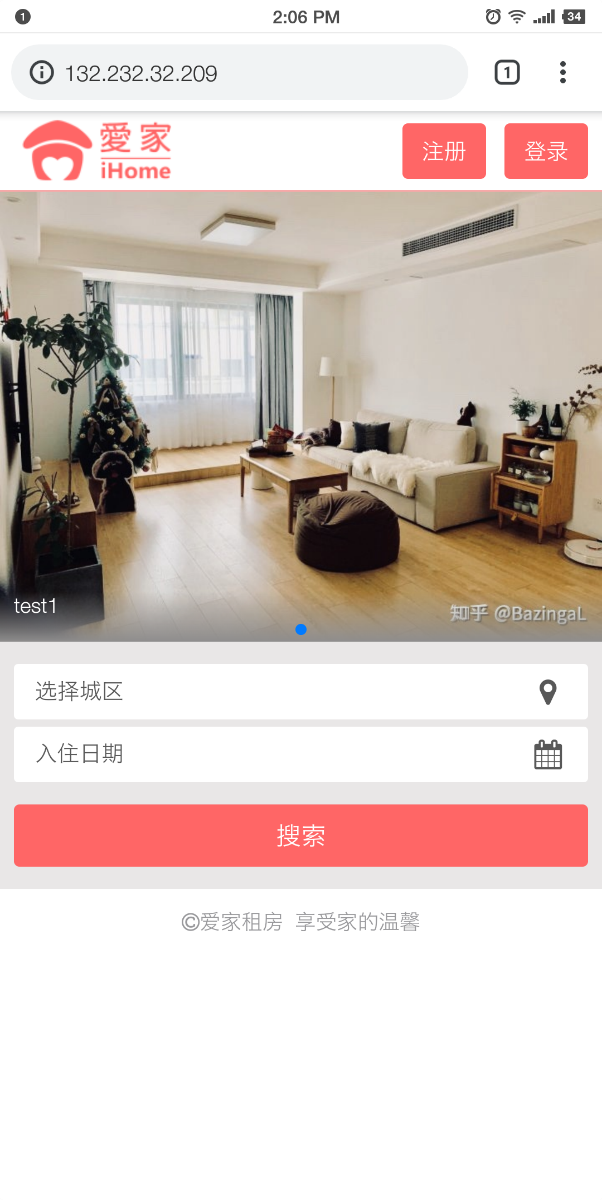 1
2:06 PM
34
132.232.32.209
1
愛家
iHome
注册
登录
test1
知乎 @BazingaL
选择城区
入住日期
搜索
©爱家租房 享受家的温馨